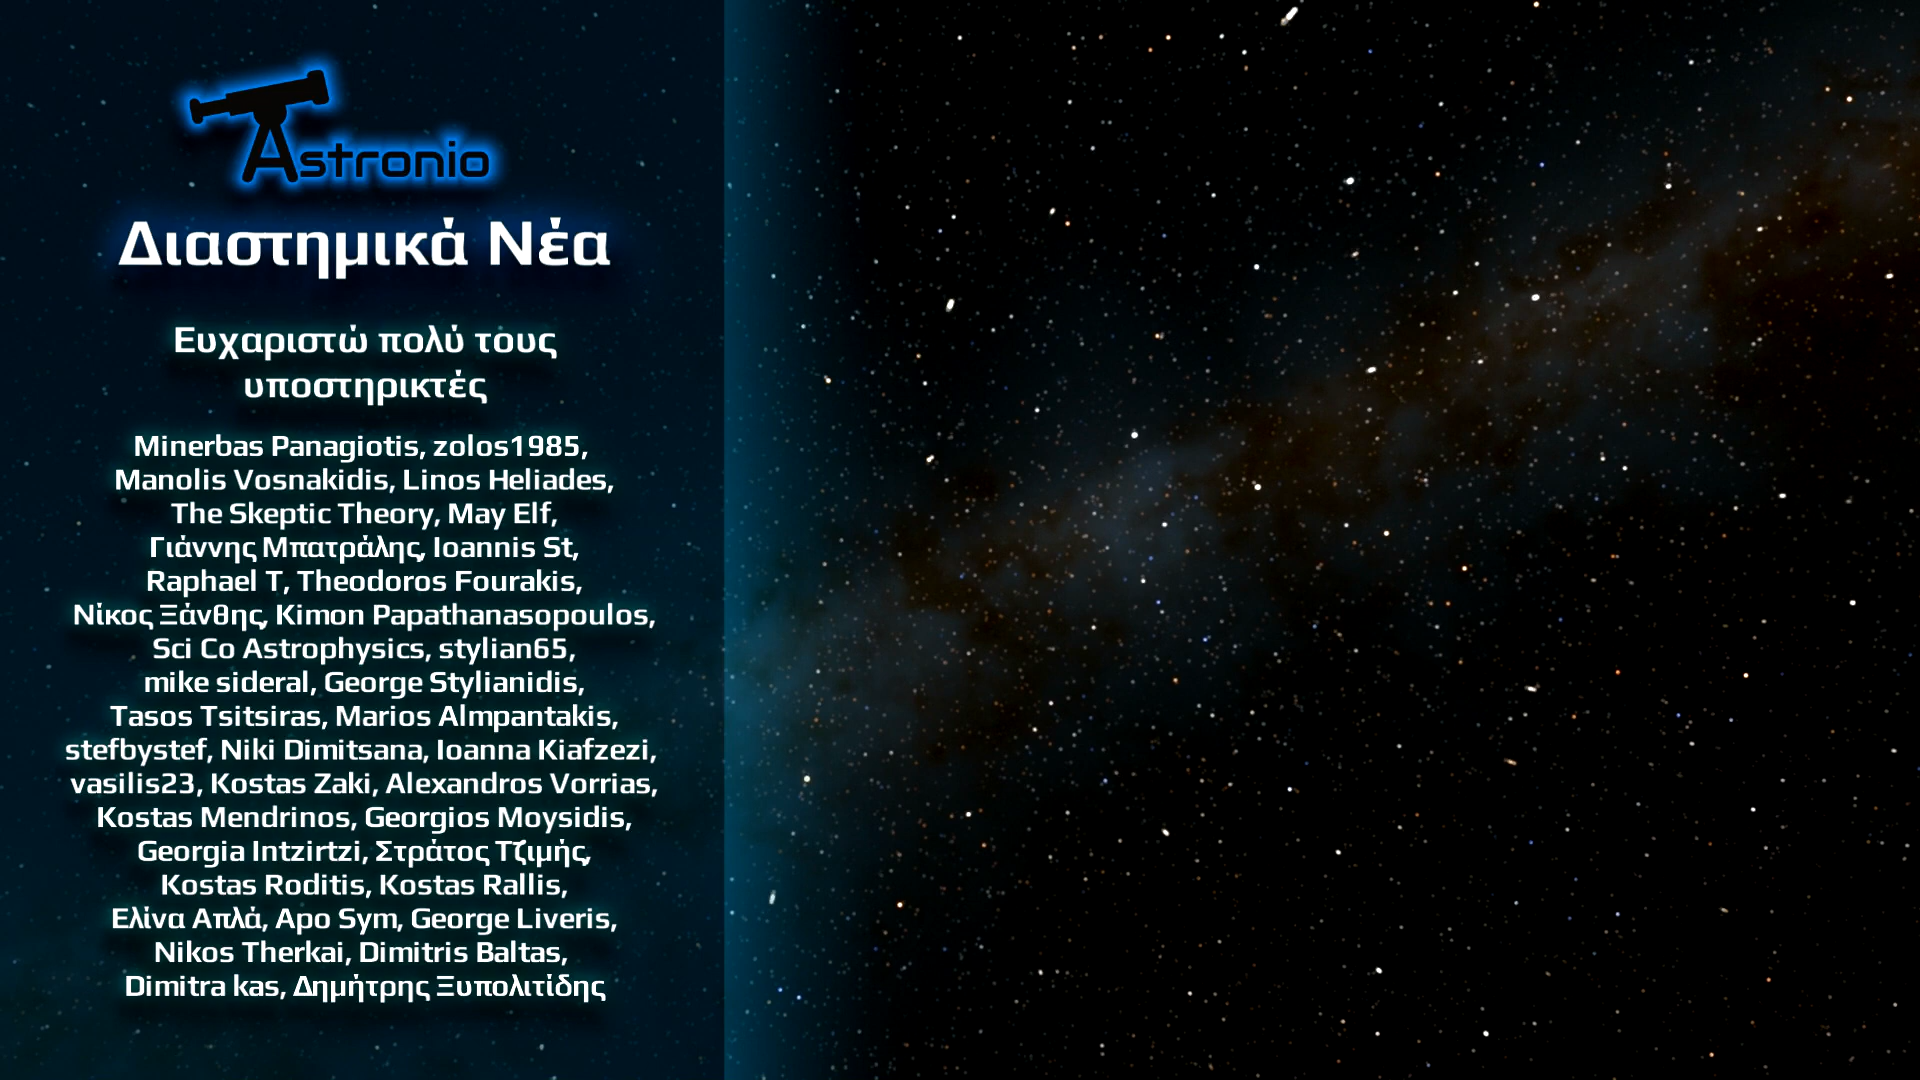 Astronio
Διαστημικά Νέα
Ευχαριστώ πολύ τους
υποστηρικτές
Minerbas Panagiotis, zolos1985,
Manolis Vosnakidis, Linos Heliades,
The Skeptic Theory, May Elf,
Γιάννης Μπατράλης, Ioannis St,
Raphael T, Theodoros Fourakis,
Νίκος Ξάνθης, Kimon Papathanasopoulos,
Sci Co Astrophysics, stylian65,
mike sideral, George Stylianidis,
Tasos Tsitsiras, Marios Almpantakis,
stefbystef, Niki Dimitsana, Ioanna Kiafzezi,
vasilis23, Kostas Zaki, Alexandros Vorrias,
Kostas Mendrinos, Georgios Moysidis,
Georgia Intzirtzi, Στράτος Τζιμής,
Kostas Roditis, Kostas Rallis,
Ελίνα Απλά, Apo Sym, George Liveris,
Nikos Therkai, Dimitris Baltas,
Dimitra kas, Δημήτρης Ξυπολιτίδης